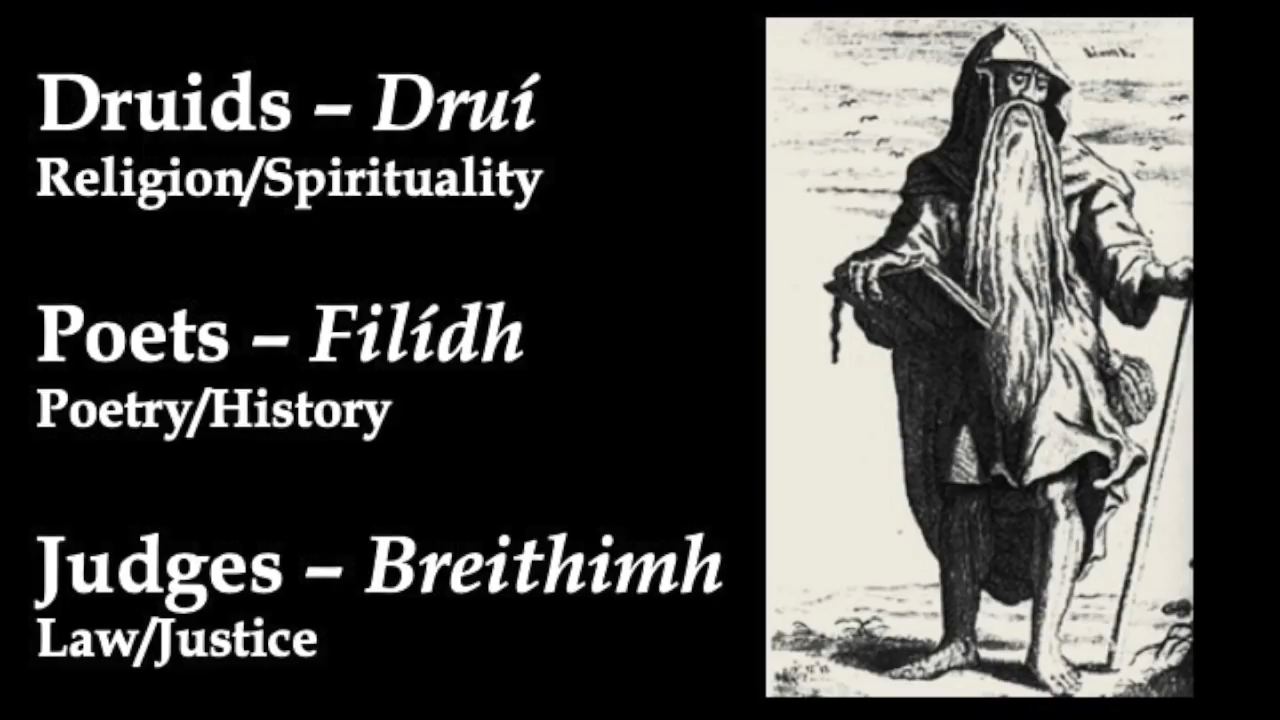 Druids – Druí
Religion/Spirituality
Poets – Filídh
Poetry/History
Judges – Breithimh
Law/Justice